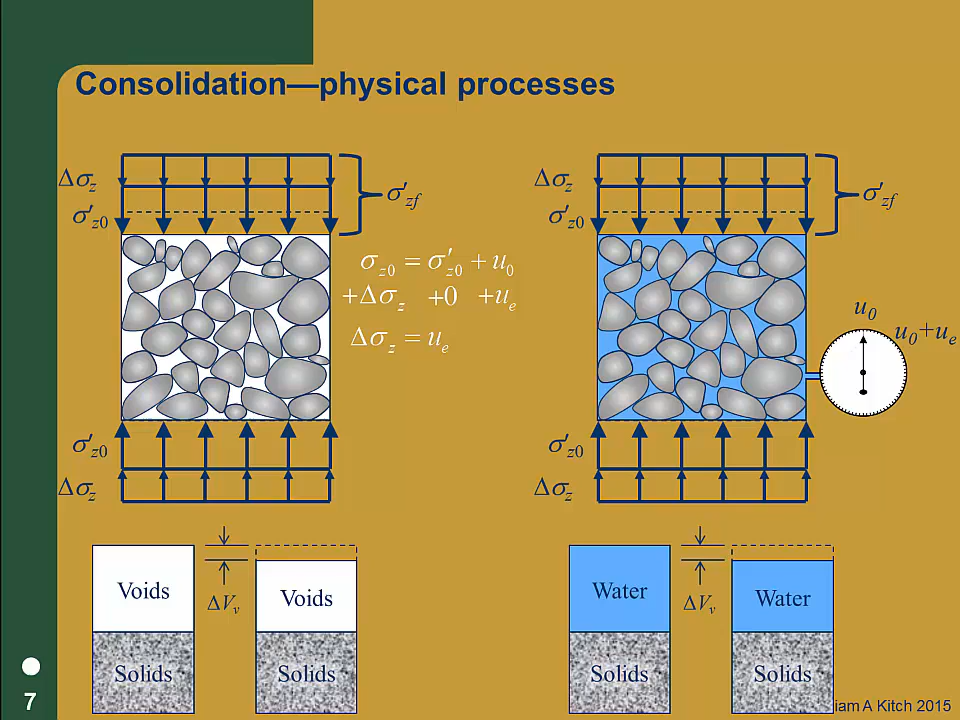 Consolidation—physical processes
Δσz
σ′z0
σ′zf
σz0 = σ′z0 + u0
+Δσz +0 +ue
Δσz = ue
σ′z0
Δσz
Voids
ΔVv
Voids
Solids
Solids
Δσz
σ′z0
σ′zf
u0
u0+ue
σ′z0
Δσz
Water
ΔVv
Water
Solids
Solids
7
iam A Kitch 2015